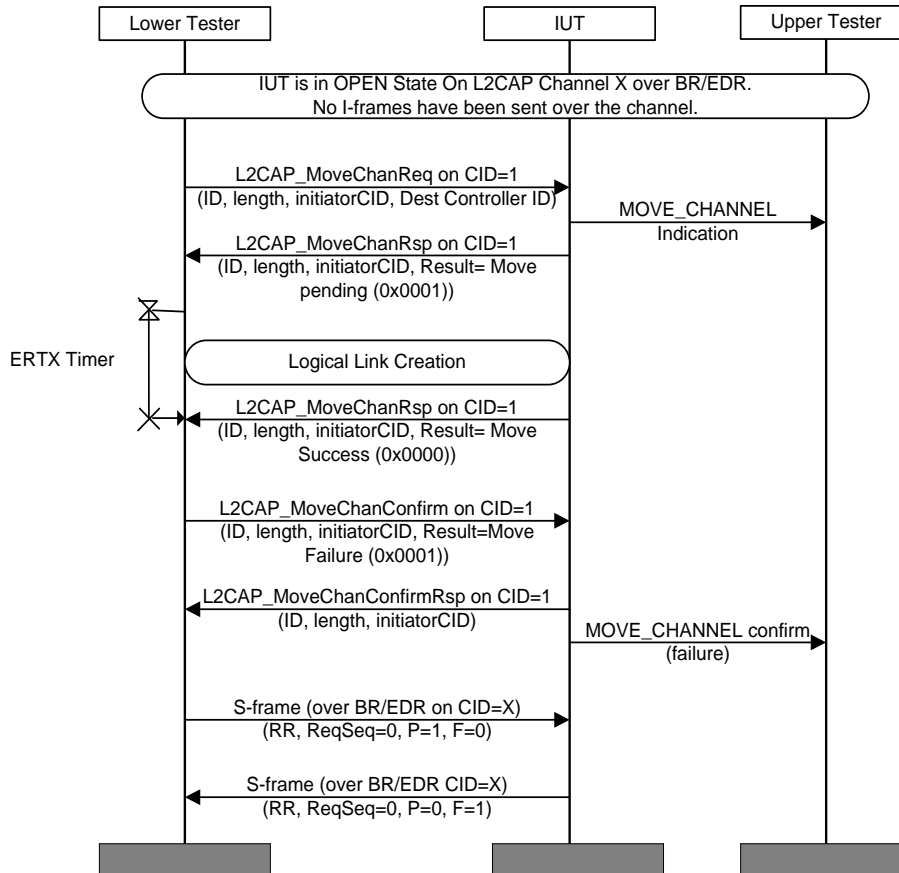 Lower Tester
IUT
Upper Tester
IUT is in OPEN State On L2CAP Channel X over BR/EDR.
No I-frames have been sent over the channel.
L2CAP_MoveChanReq on CID=1
(ID, length, initiatorCID, Dest Controller ID)
MOVE_CHANNEL
Indication
L2CAP_MoveChanRsp on CID=1
(ID, length, initiatorCID, Result= Move
pending (0x0001))
ERTX Timer
Logical Link Creation
L2CAP_MoveChanRsp on CID=1
(ID, length, initiatorCID, Result= Move
Success (0x0000))
L2CAP_MoveChanConfirm on CID=1
(ID, length, initiatorCID, Result=Move
Failure (0x0001))
L2CAP_MoveChanConfirmRsp on CID=1
(ID, length, initiatorCID)
MOVE_CHANNEL confirm
(failure)
S-frame (over BR/EDR on CID=X)
(RR, ReqSeq=0, P=1, F=0)
S-frame (over BR/EDR CID=X)
(RR, ReqSeq=0, P=0, F=1)